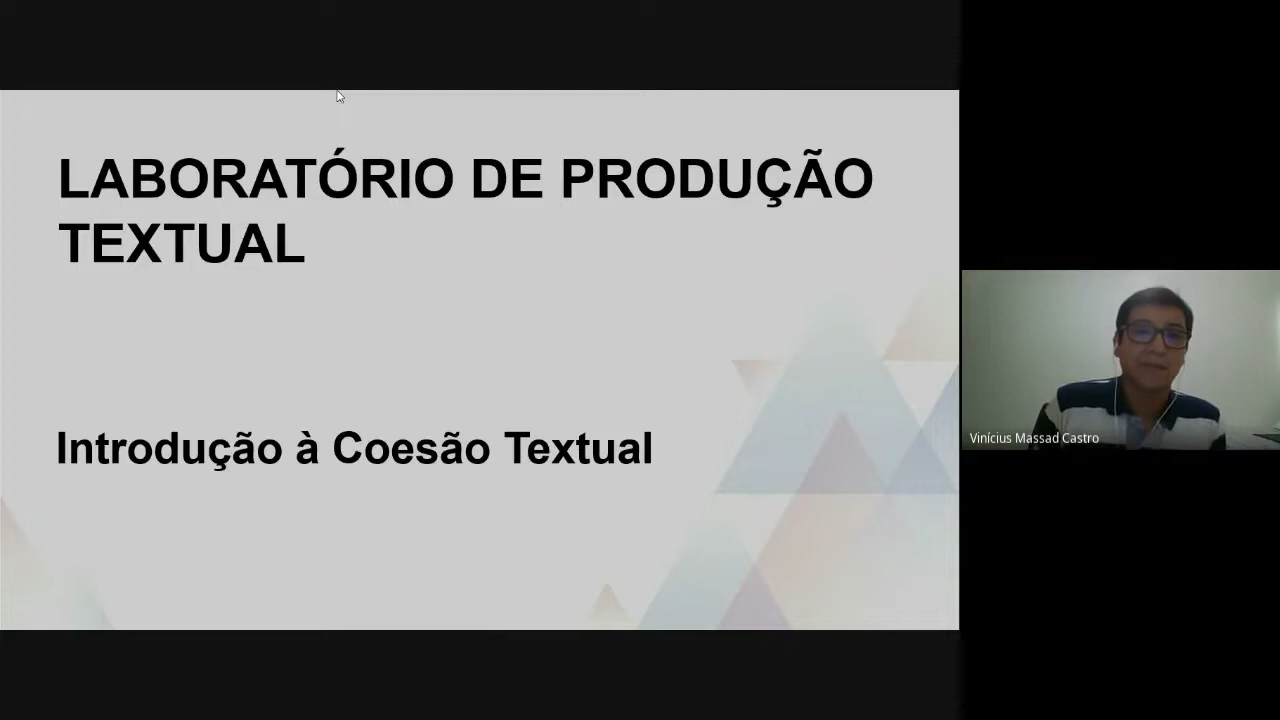 LABORATÓRIO DE PRODUÇÃO
TEXTUAL
Introdução à Coesão Textual
Vinícius Massad Castro